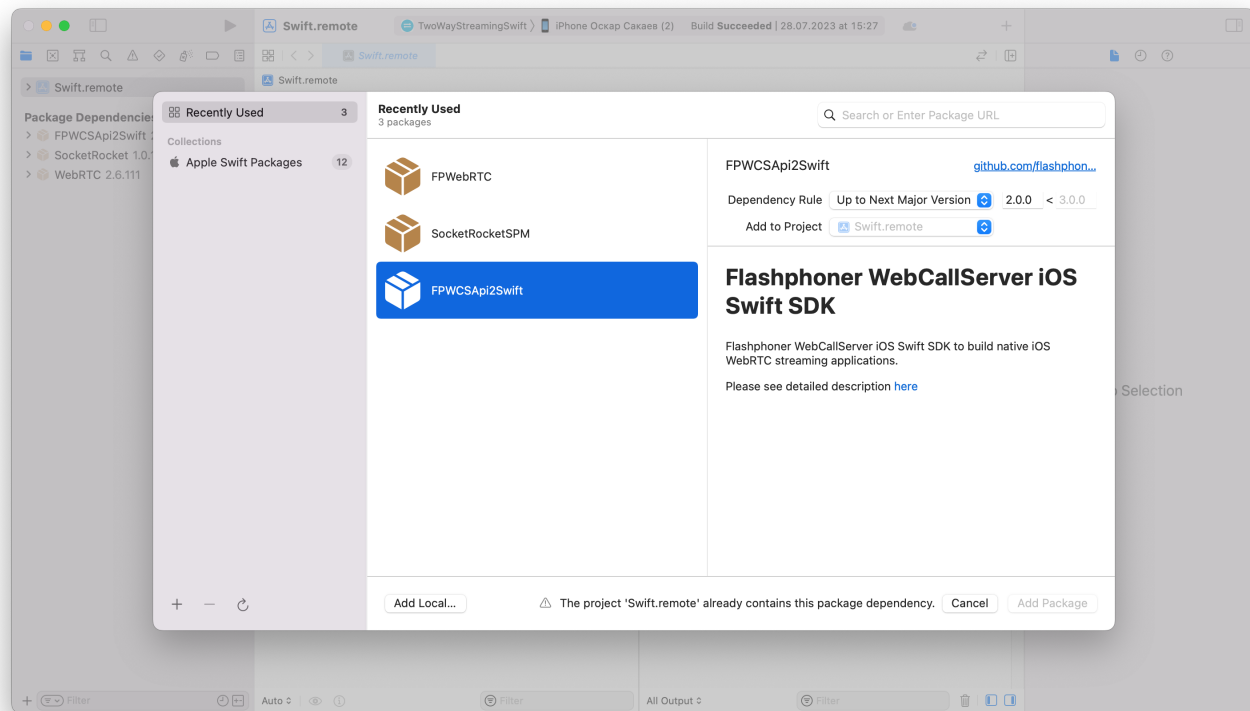 Swift.remote
TwoWayStreamingSwift
iPhone Оскар Сакаев (2)
Build Succeeded | 28.07.2023 at 15:27
Swift.remote
Swift.remote
Swift.remote
Package Dependencies
FPWCSApi2Swift
SocketRocket 1.0.
WebRTC 2.6.111
Recently Used 3
Collections
Apple Swift Packages 12
Recently Used
3 packages
Search or Enter Package URL
FPWebRTC
SocketRocketSPM
FPWCSApi2Swift
FPWCSApi2Swift
github.com/flashphon...
Dependency Rule Up to Next Major Version 2.0.0 < 3.0.0
Add to Project Swift.remote
Flashphoner WebCallServer iOS
Swift SDK
Flashphoner WebCallServer iOS Swift SDK to build native iOS
WebRTC streaming applications.
Please see detailed description here
Selection
Add Local...
The project 'Swift.remote' already contains this package dependency.
Cancel
Add Package
Filter
Auto
Filter
All Output
Filter